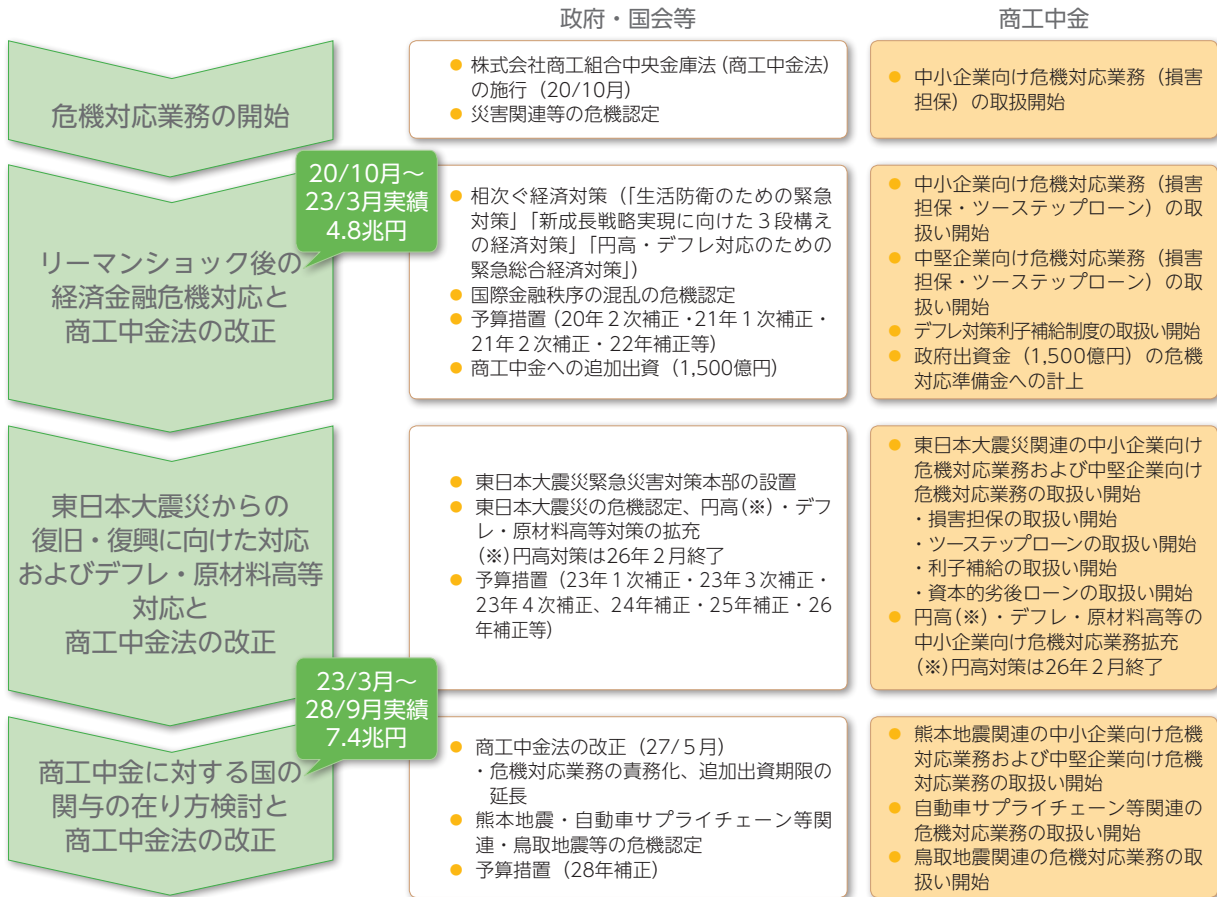 政府・国会等
商工中金
危機対応業務の開始
● 株式会社商工組合中央金庫法(商工中金法)
の施行(20/10月)
● 災害関連等の危機認定
● 中小企業向け危機対応業務(損害
担保)の取扱開始
20/10月～
23/3月実績
4.8兆円
リーマンショック後の
経済金融危機対応と
商工中金法の改正
● 相次ぐ経済対策(「生活防衛のための緊急
対策」「新成長戦略実現に向けた３段構え
の経済対策」「円高・デフレ対応のための
緊急総合経済対策」)
● 国際金融秩序の混乱の危機認定
● 予算措置(20年２次補正・21年１次補正・
21年２次補正・22年補正等)
● 商工中金への追加出資(1,500億円)
● 中小企業向け危機対応業務(損害
担保・ツーステップローン)の取
扱い開始
● 中堅企業向け危機対応業務(損害
担保・ツーステップローン)の取
扱い開始
● デフレ対策利子補給制度の取扱い開始
● 政府出資金(1,500億円)の危機
対応準備金への計上
東日本大震災からの
復旧・復興に向けた対応
およびデフレ・原材料高等
対応と
商工中金法の改正
● 東日本大震災緊急災害対策本部の設置
● 東日本大震災の危機認定、円高(※)・デフ
レ・原材料高等対策の拡充
(※)円高対策は26年２月終了
● 予算措置(23年１次補正・23年３次補正・
23年４次補正、24年補正・25年補正・26
年補正等)
● 東日本大震災関連の中小企業向け
危機対応業務および中堅企業向け
危機対応業務の取扱い開始
・損害担保の取扱い開始
・ツーステップローンの取扱い開始
・利子補給の取扱い開始
・資本的劣後ローンの取扱い開始
● 円高(※)・デフレ・原材料高等の
中小企業向け危機対応業務拡充
(※)円高対策は26年２月終了
23/3月～
28/9月実績
7.4兆円
商工中金に対する国の
関与の在り方検討と
商工中金法の改正
● 商工中金法の改正(27/５月)
・危機対応業務の責務化、追加出資期限の
延長
● 熊本地震・自動車サプライチェーン等関
連・鳥取地震等の危機認定
● 予算措置(28年補正)
● 熊本地震関連の中小企業向け危機
対応業務および中堅企業向け危機
対応業務の取扱い開始
● 自動車サプライチェーン等関連の
危機対応業務の取扱い開始
● 鳥取地震関連の危機対応業務の取
扱い開始